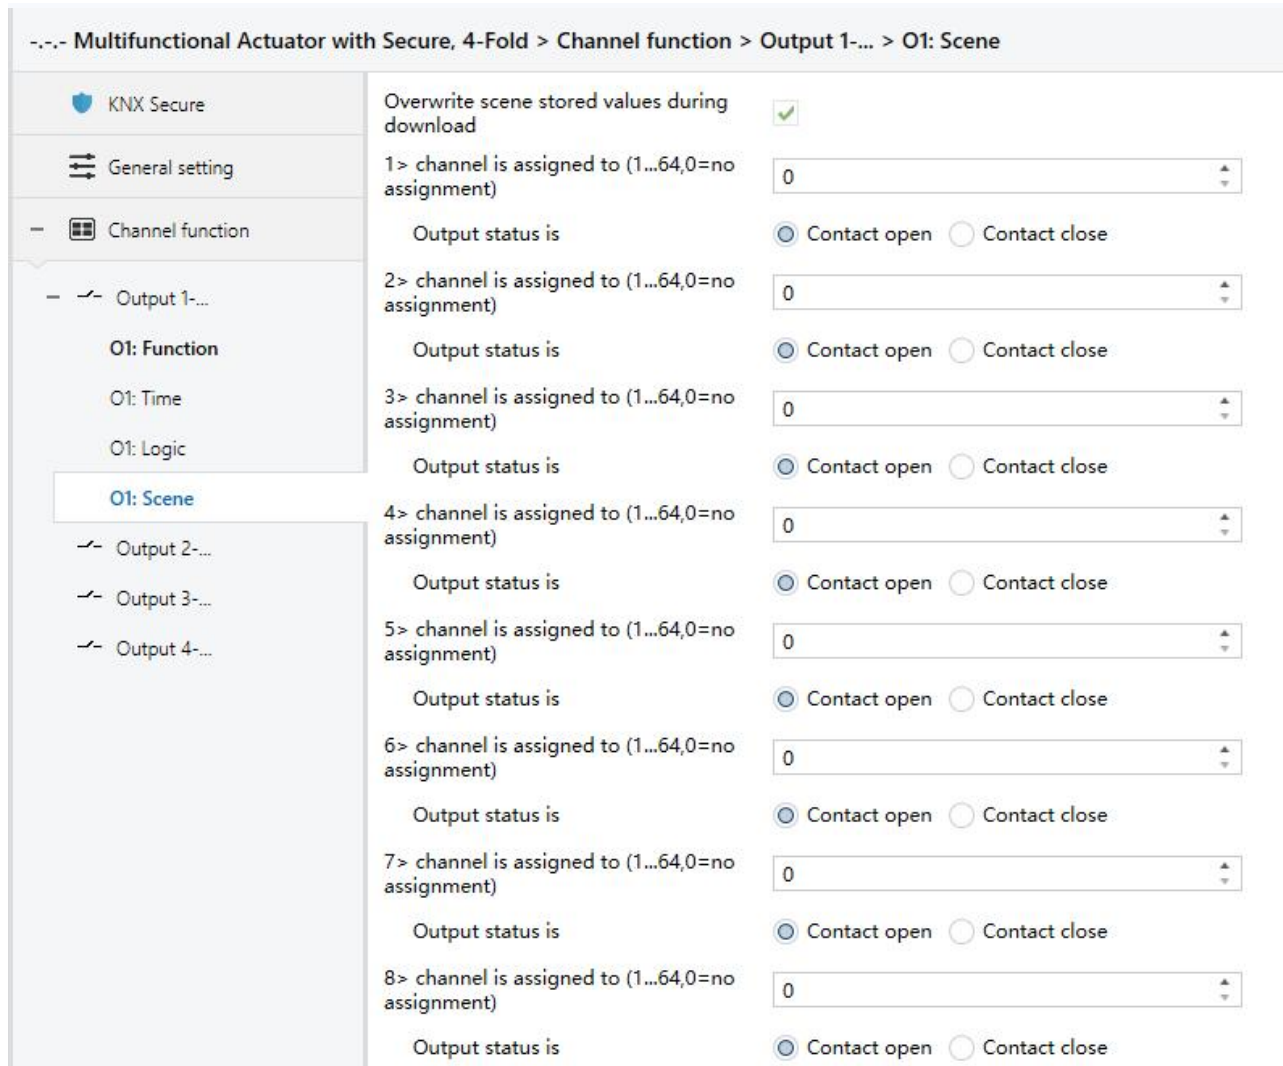 -.-.- Multifunctional Actuator with Secure, 4-Fold > Channel function > Output 1-... > O1: Scene
KNX Secure
General setting
Channel function
Output 1-...
O1: Function
O1: Time
O1: Logic
O1: Scene
Output 2-...
Output 3-...
Output 4-...
Overwrite scene stored values during
download
1> channel is assigned to (1...64,0=no
assignment)
0
Output status is
Contact open
Contact close
2> channel is assigned to (1...64,0=no
assignment)
0
Output status is
Contact open
Contact close
3> channel is assigned to (1...64,0=no
assignment)
0
Output status is
Contact open
Contact close
4> channel is assigned to (1...64,0=no
assignment)
0
Output status is
Contact open
Contact close
5> channel is assigned to (1...64,0=no
assignment)
0
Output status is
Contact open
Contact close
6> channel is assigned to (1...64,0=no
assignment)
0
Output status is
Contact open
Contact close
7> channel is assigned to (1...64,0=no
assignment)
0
Output status is
Contact open
Contact close
8> channel is assigned to (1...64,0=no
assignment)
0
Output status is
Contact open
Contact close